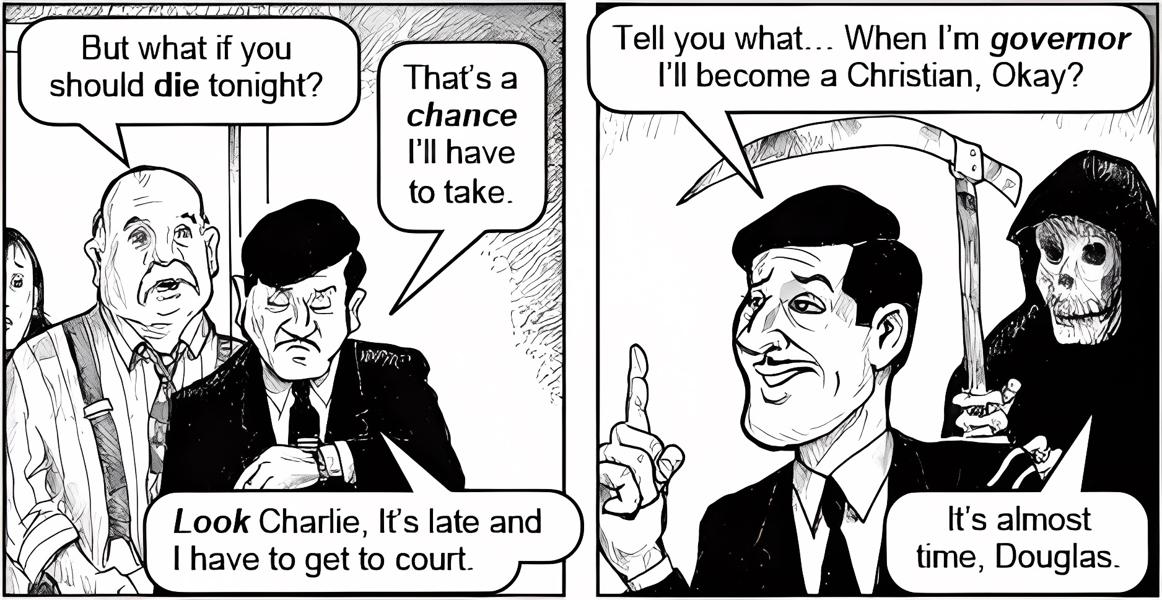 But what if you
should die tonight?
That's a
chance
I'll have
to take.
Look Charlie, It's late and
I have to get to court.
Tell you what... When I'm governor
I'll become a Christian, Okay?
It's almost
time, Douglas.